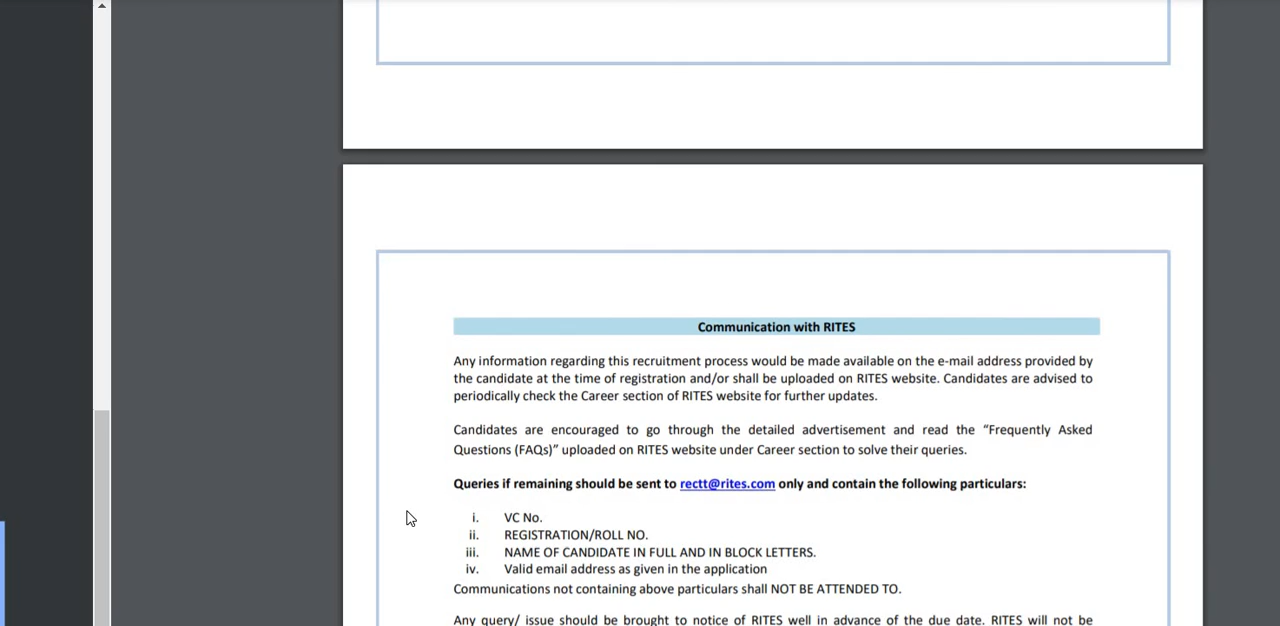 Communication with RITES
Any information regarding this recruitment process would be made available on the e-mail address provided by
the candidate at the time of registration and/or shall be uploaded on RITES website. Candidates are advised to
periodically check the Career section of RITES website for further updates.
Candidates are encouraged to go through the detailed advertisement and read the “Frequently Asked
Questions (FAQs)” uploaded on RITES website under Career section to solve their queries.
Queries if remaining should be sent to rectt@rites.com only and contain the following particulars:
i. VC No.
ii. REGISTRATION/ROLL NO.
iii. NAME OF CANDIDATE IN FULL AND IN BLOCK LETTERS.
iv. Valid email address as given in the application
Communications not containing above particulars shall NOT BE ATTENDED TO.
Any query/ issue should be brought to notice of RITES well in advance of the due date. RITES will not be